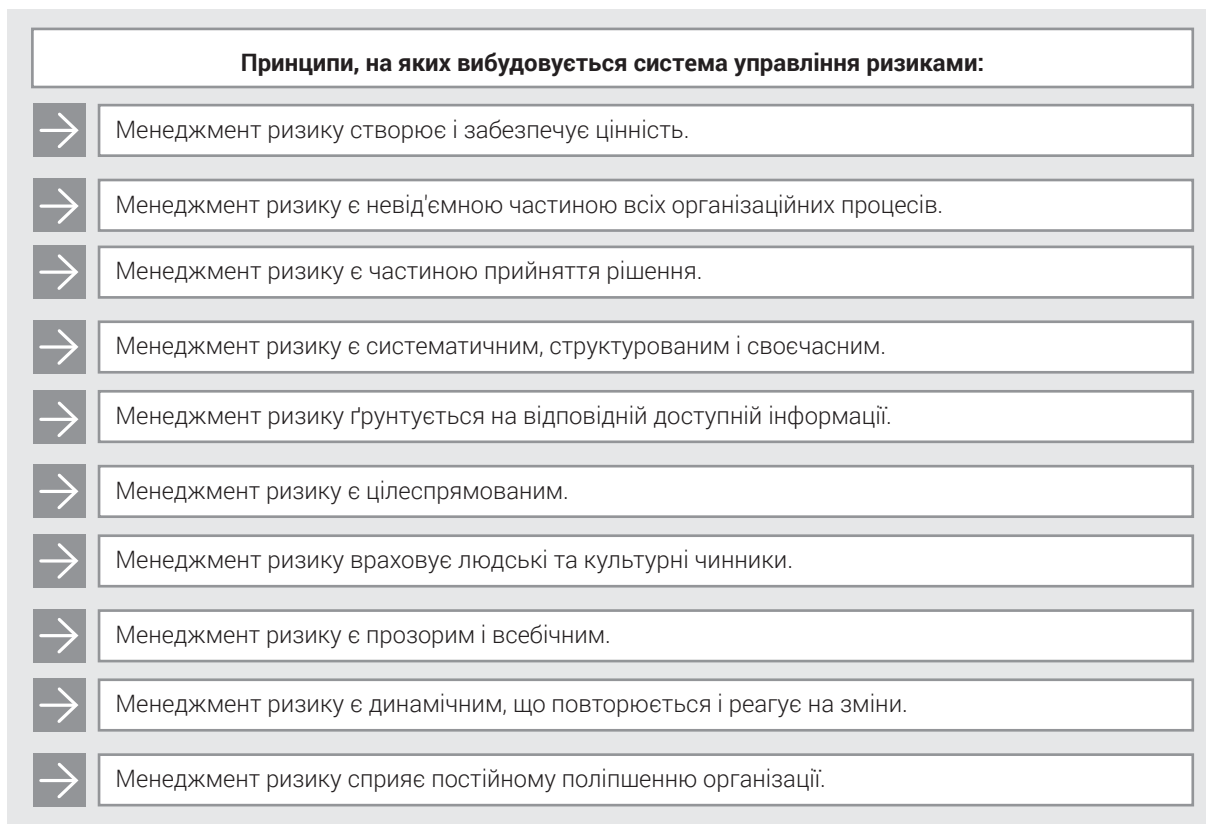 Принципи, на яких вибудовується система управління ризиками:
Менеджмент ризику створює і забезпечує цінність.
Менеджмент ризику є невід'ємною частиною всіх організаційних процесів.
Менеджмент ризику є частиною прийняття рішення.
Менеджмент ризику є систематичним, структурованим і своєчасним.
Менеджмент ризику ґрунтується на відповідній доступній інформації.
Менеджмент ризику є цілеспрямованим.
Менеджмент ризику враховує людські та культурні чинники.
Менеджмент ризику є прозорим і всебічним.
Менеджмент ризику є динамічним, що повторюється і реагує на зміни.
Менеджмент ризику сприяє постійному поліпшенню організації.